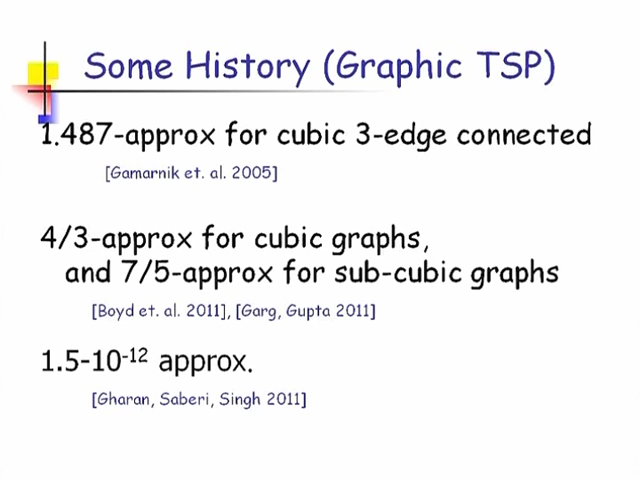 Some History (Graphic TSP)
1.487-approx for cubic 3-edge connected
[Gamarnik et. al. 2005]
4/3-approx for cubic graphs,
and 7/5-approx for sub-cubic graphs
[Boyd et. al. 2011], [Garg, Gupta 2011]
1.5-10⁻¹² approx.
[Gharan, Saberi, Singh 2011]